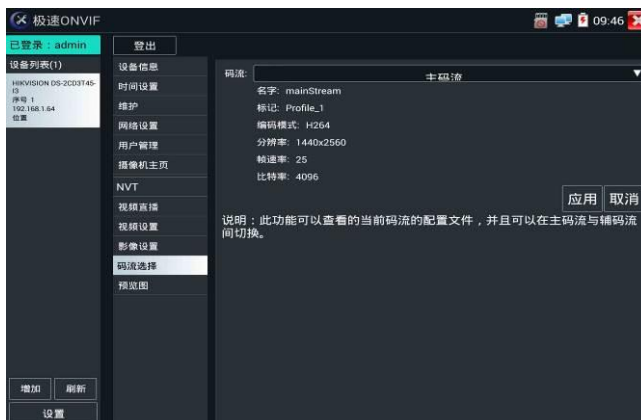 极速ONVIF
09:46
已登录：admin
登出
设备列表(1)
HIKVISION DS-2CD3T45-
I3
序号 1
192.168.1.64
位置
设备信息
时间设置
维护
网络设置
用户管理
摄像机主页
NVT
视频直播
视频设置
影像设置
码流选择
预览图
码流:
主码流
名字: mainStream
标记: Profile_1
编码模式: H264
分辨率: 1440x2560
帧速率: 25
比特率: 4096
应用
取消
说明：此功能可以查看的当前码流的配置文件，并且可以在主码流与辅码流
间切换。
增加
刷新
设置